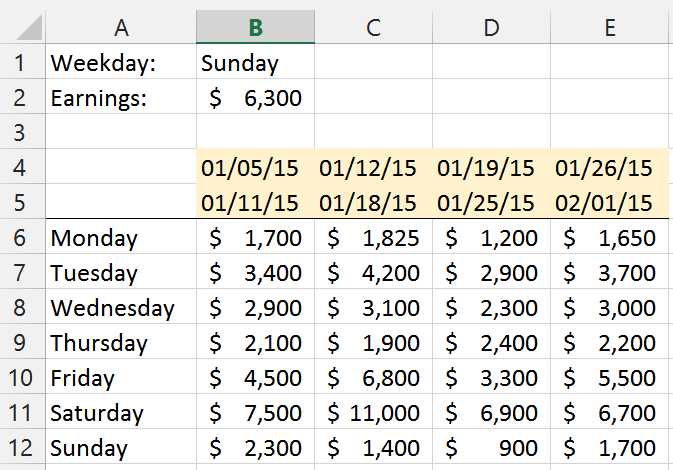 A B C D E
1 Weekday: Sunday
2 Earnings: $ 6,300
3
4 01/05/15 01/12/15 01/19/15 01/26/15
5 01/11/15 01/18/15 01/25/15 02/01/15
6 Monday $ 1,700 $ 1,825 $ 1,200 $ 1,650
7 Tuesday $ 3,400 $ 4,200 $ 2,900 $ 3,700
8 Wednesday $ 2,900 $ 3,100 $ 2,300 $ 3,000
9 Thursday $ 2,100 $ 1,900 $ 2,400 $ 2,200
10 Friday $ 4,500 $ 6,800 $ 3,300 $ 5,500
11 Saturday $ 7,500 $ 11,000 $ 6,900 $ 6,700
12 Sunday $ 2,300 $ 1,400 $ 900 $ 1,700